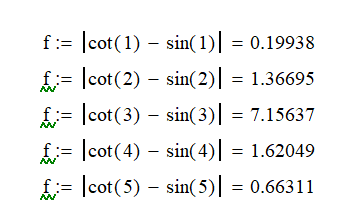 f := |cot(1) − sin(1)| = 0.19938
f := |cot(2) − sin(2)| = 1.36695
f := |cot(3) − sin(3)| = 7.15637
f := |cot(4) − sin(4)| = 1.62049
f := |cot(5) − sin(5)| = 0.66311